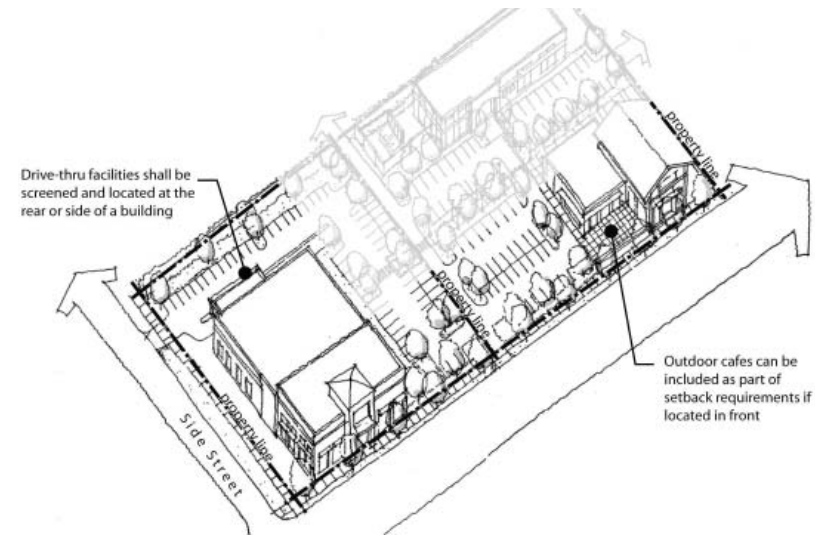 property line
Drive-thru facilities shall be
screened and located at the
rear or side of a building
property line
property line
Side Street
Outdoor cafes can be
included as part of
setback requirements if
located in front